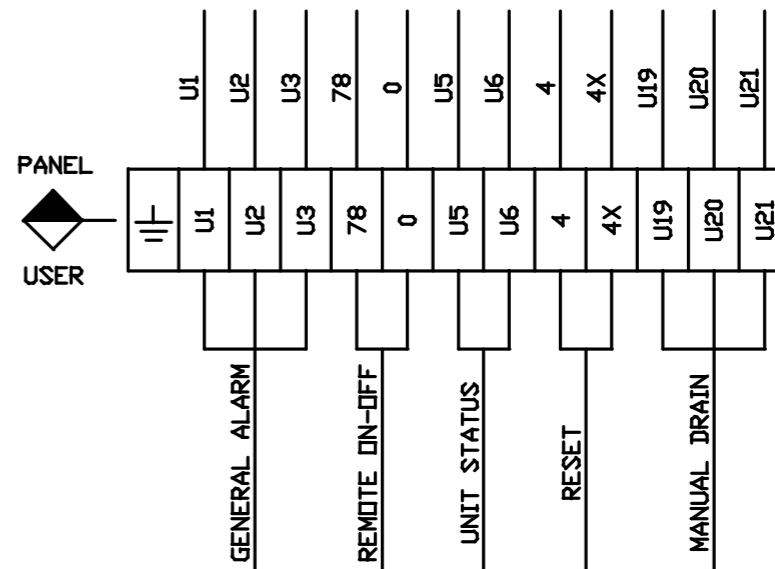 U1 U2 U3 78 0 U5 U6 4 4X U19 U20 U21
PANEL
U1 U2 U3 78 0 U5 U6 4 4X U19 U20 U21
USER
GENERAL ALARM
REMOTE ON-OFF
UNIT STATUS
RESET
MANUAL DRAIN